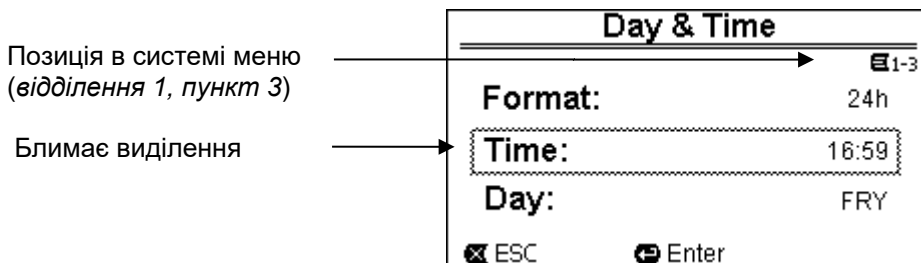 Day & Time
Позиція в системі меню
(відділення 1, пункт 3)
1-3
Format: 24h
Блимає виділення
Time: 16:59
Day: FRY
ESC Enter